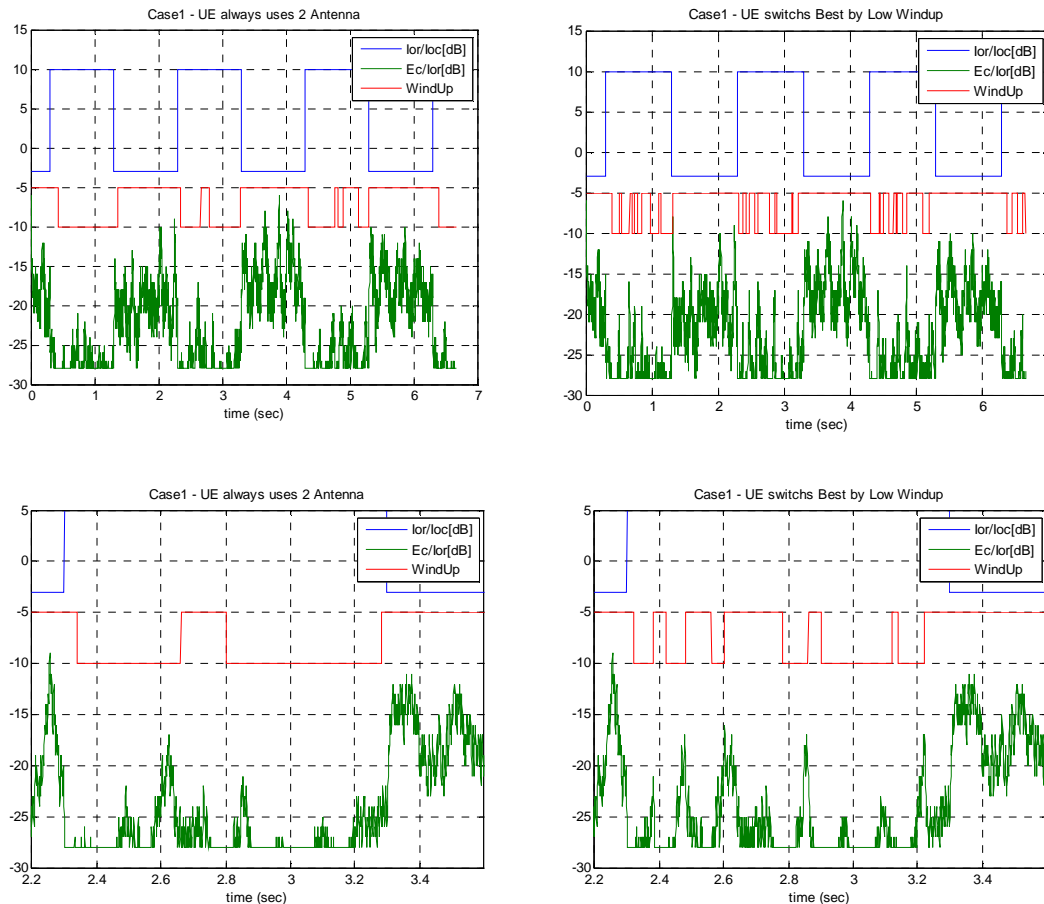 Case1 - UE always uses 2 Antenna
15
10
5
0
-5
-10
-15
-20
-25
-30
0 1 2 3 4 5 6 7
time (sec)
Ior/Ioc[dB]
Ec/Ior[dB]
WindUp
Case1 - UE switchs Best by Low Windup
15
10
5
0
-5
-10
-15
-20
-25
-30
0 1 2 3 4 5 6
time (sec)
Ior/Ioc[dB]
Ec/Ior[dB]
WindUp
Case1 - UE always uses 2 Antenna
5
0
-5
-10
-15
-20
-25
-30
2.2 2.4 2.6 2.8 3 3.2 3.4
time (sec)
Ior/Ioc[dB]
Ec/Ior[dB]
WindUp
Case1 - UE switchs Best by Low Windup
5
0
-5
-10
-15
-20
-25
-30
2.2 2.4 2.6 2.8 3 3.2 3.4
time (sec)
Ior/Ioc[dB]
Ec/Ior[dB]
WindUp